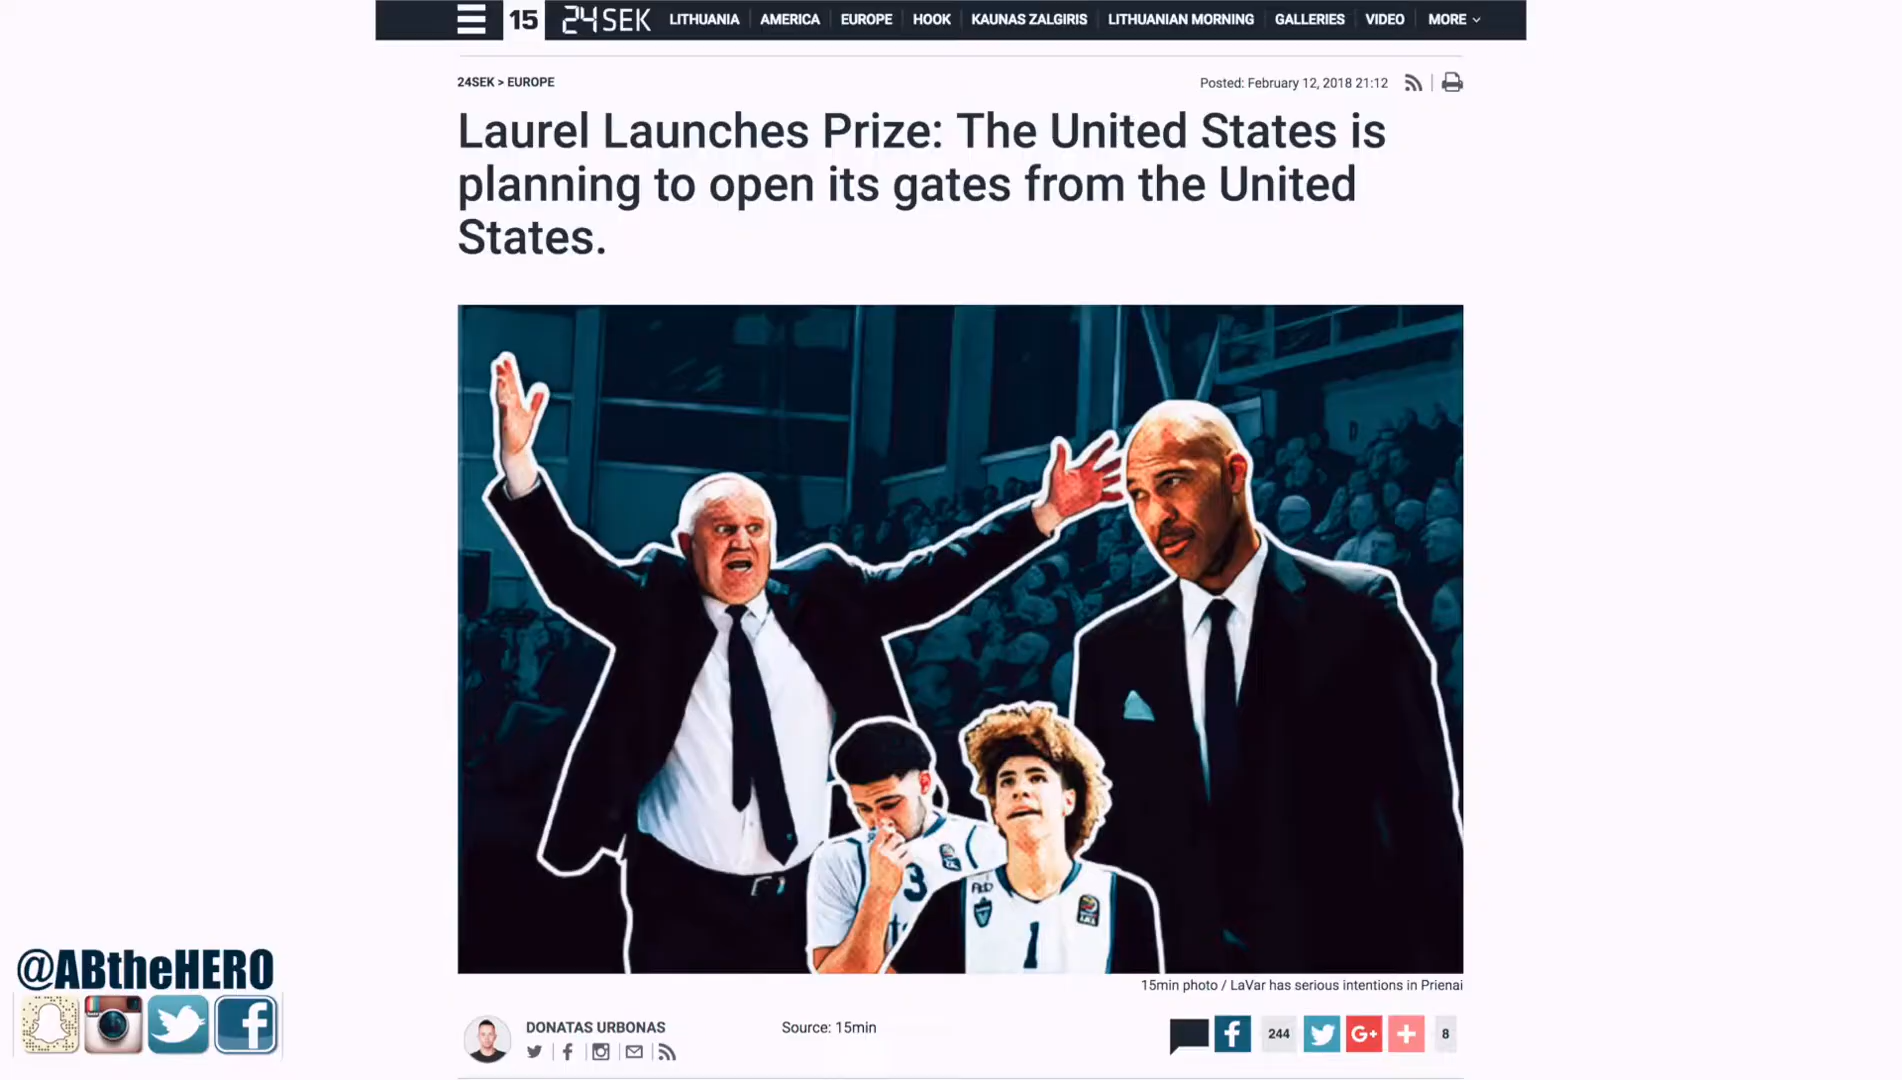 15
24SEK
LITHUANIA
AMERICA
EUROPE
HOOK
KAUNAS ZALGIRIS
LITHUANIAN MORNING
GALLERIES
VIDEO
MORE
24SEK > EUROPE
Posted: February 12, 2018 21:12
Laurel Launches Prize: The United States is
planning to open its gates from the United
States.
3
1
15min photo / LaVar has serious intentions in Prienai
@ABtheHERO
DONATAS URBONAS
Source: 15min
244
G+
8